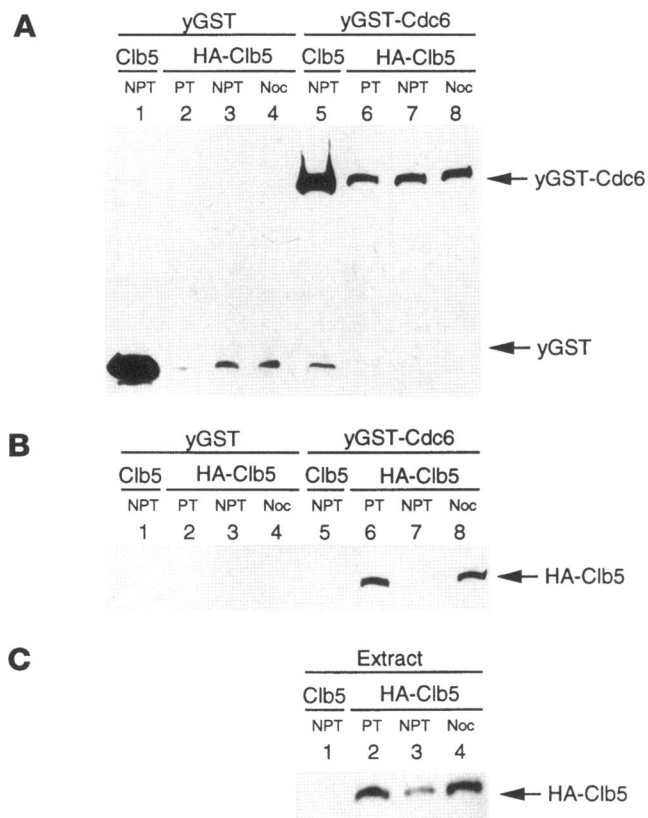 A
yGST yGST-Cdc6
Clb5 HA-Clb5 Clb5 HA-Clb5
NPT PT NPT Noc NPT PT NPT Noc
1 2 3 4 5 6 7 8
yGST-Cdc6
yGST
B
yGST yGST-Cdc6
Clb5 HA-Clb5 Clb5 HA-Clb5
NPT PT NPT Noc NPT PT NPT Noc
1 2 3 4 5 6 7 8
HA-Clb5
C
Extract
Clb5 HA-Clb5
NPT PT NPT Noc
1 2 3 4
HA-Clb5